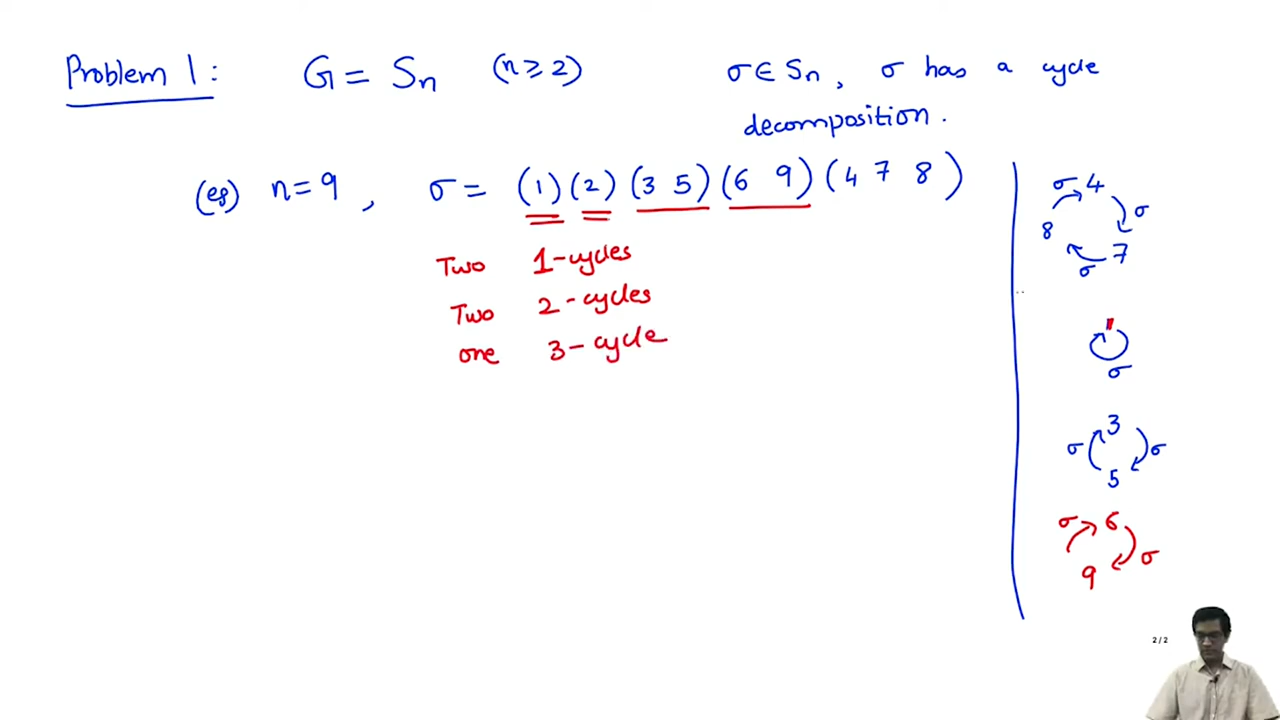 Problem 1: G = Sn (n ≥ 2) σ ∈ Sn, σ has a cycle
decomposition.
(eg) n = 9, σ = (1) (2) (3 5) (6 9) (4 7 8)
Two 1-cycles
Two 2-cycles
one 3-cycle
σ 4 σ
8 7
σ
1
σ
3
σ σ
5
σ 6
9 σ
2 / 2